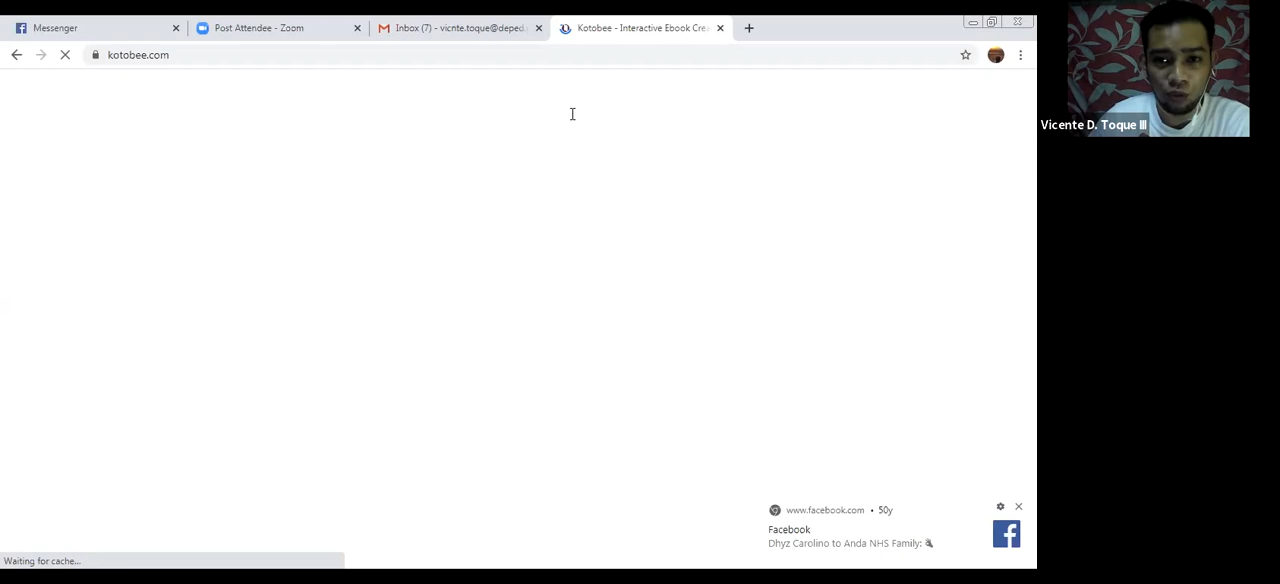 Messenger
Post Attendee - Zoom
Inbox (7) - vicnte.toque@deped.
Kotobee - Interactive Ebook Crea
kotobee.com
Vicente D. Toque III
www.facebook.com • 50y
Facebook
Dhyz Carolino to Anda NHS Family:
Waiting for cache...